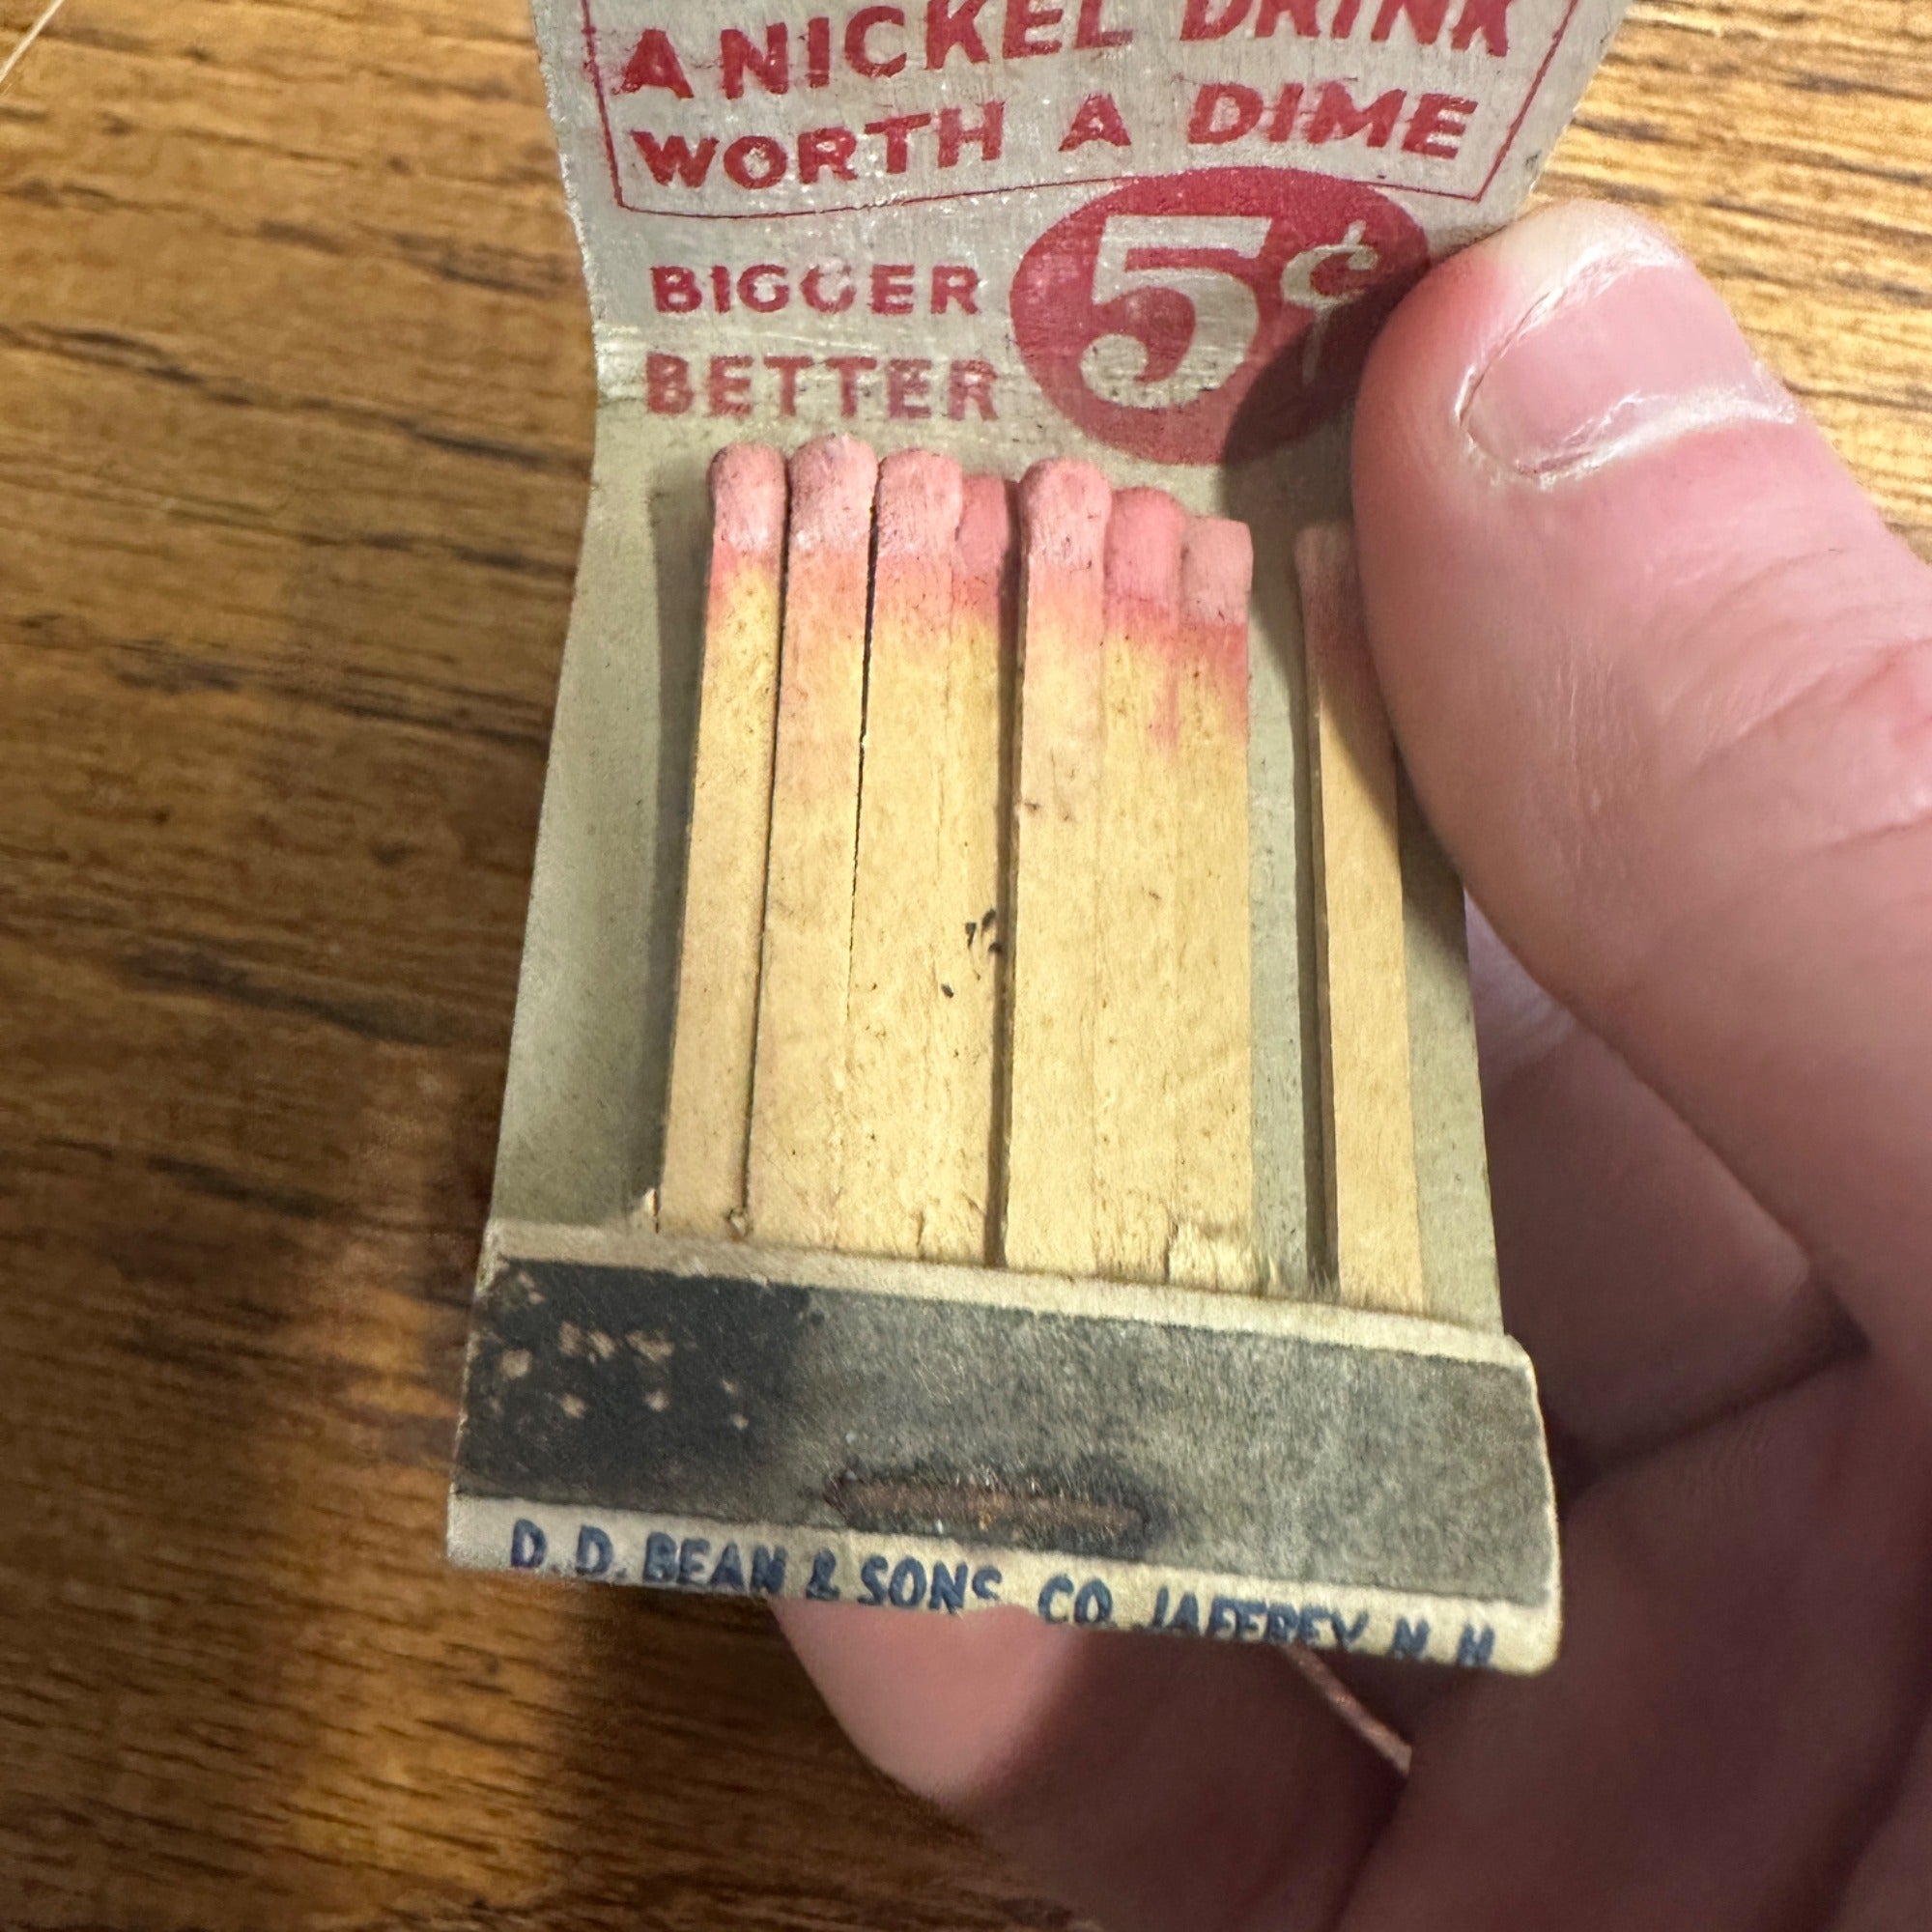 A NICKEL DRINK
WORTH A DIME
BIGGER
BETTER
5¢
D. D. BEAN & SONS CO. JAFFREY, N. H.